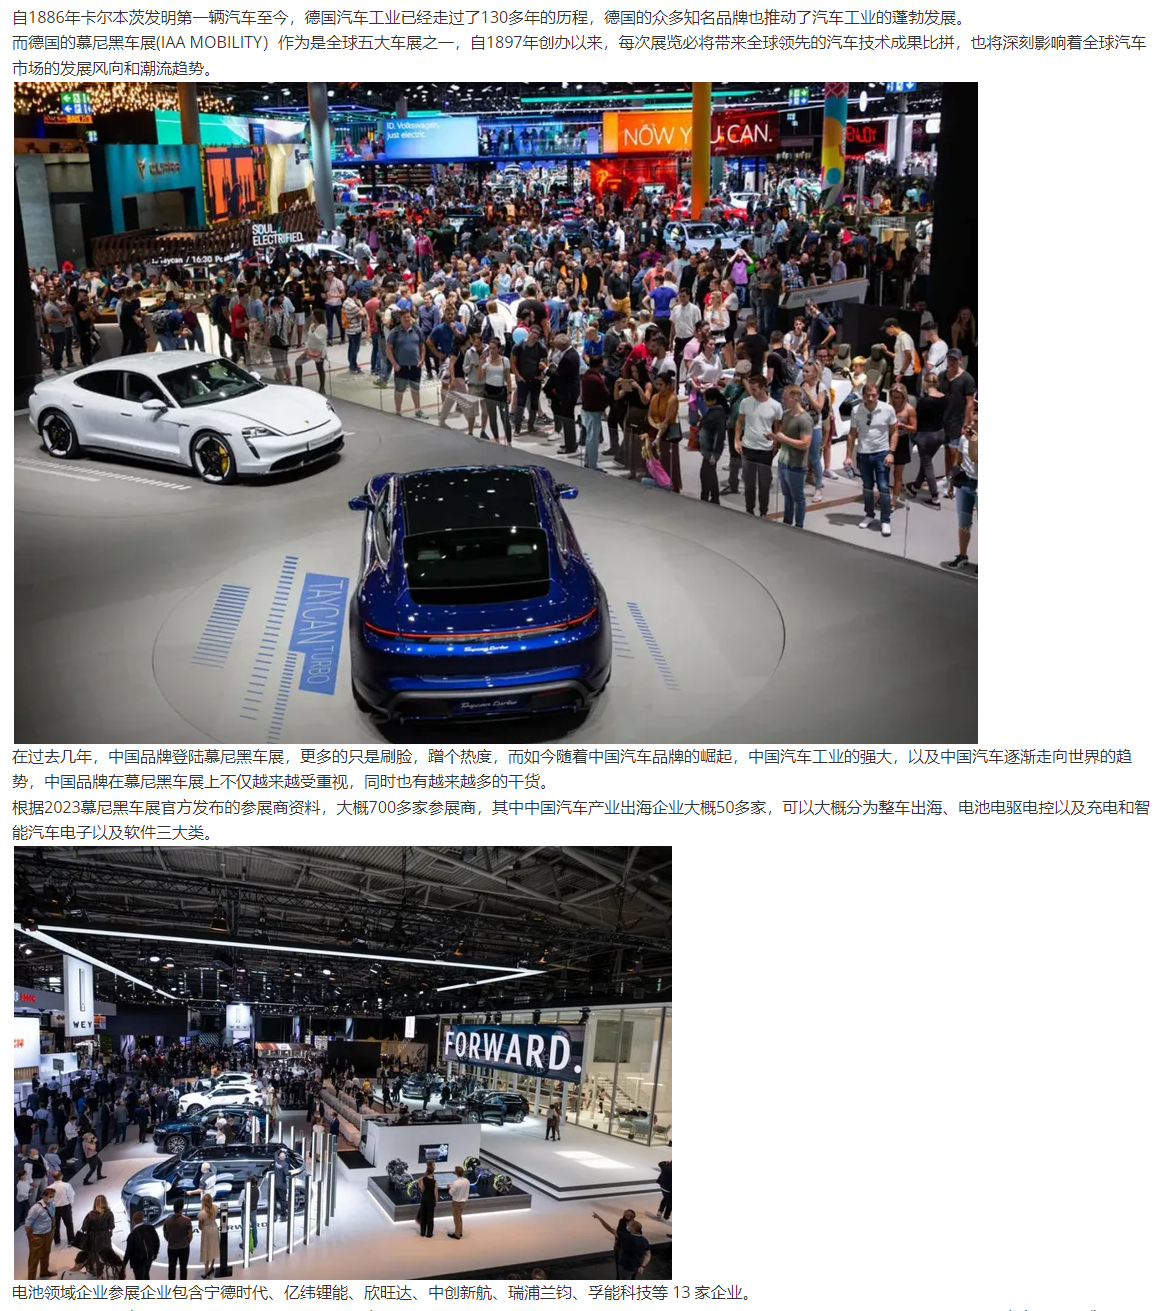 自1886年卡尔本茨发明第一辆汽车至今，德国汽车工业已经走过了130多年的历程，德国的众多知名品牌也推动了汽车工业的蓬勃发展。
而德国的慕尼黑车展(IAA MOBILITY）作为是全球五大车展之一，自1897年创办以来，每次展览必将带来全球领先的汽车技术成果比拼，也将深刻影响着全球汽车
市场的发展风向和潮流趋势。
ID. Volkswagen,
just electric.
CUPRA
SOUL,
ELECTRIFIED.
TAYCAN TURBO
Taycan Turbo
在过去几年，中国品牌登陆慕尼黑车展，更多的只是刷脸，蹭个热度，而如今随着中国汽车品牌的崛起，中国汽车工业的强大，以及中国汽车逐渐走向世界的趋
势，中国品牌在慕尼黑车展上不仅越来越受重视，同时也有越来越多的干货。
根据2023慕尼黑车展官方发布的参展商资料，大概700多家参展商，其中中国汽车产业出海企业大概50多家，可以大概分为整车出海、电池电驱电控以及充电和智
能汽车电子以及软件三大类。
WEY
FORWARD.
电池领域企业参展企业包含宁德时代、亿纬锂能、欣旺达、中创新航、瑞浦兰钧、孚能科技等 13 家企业。